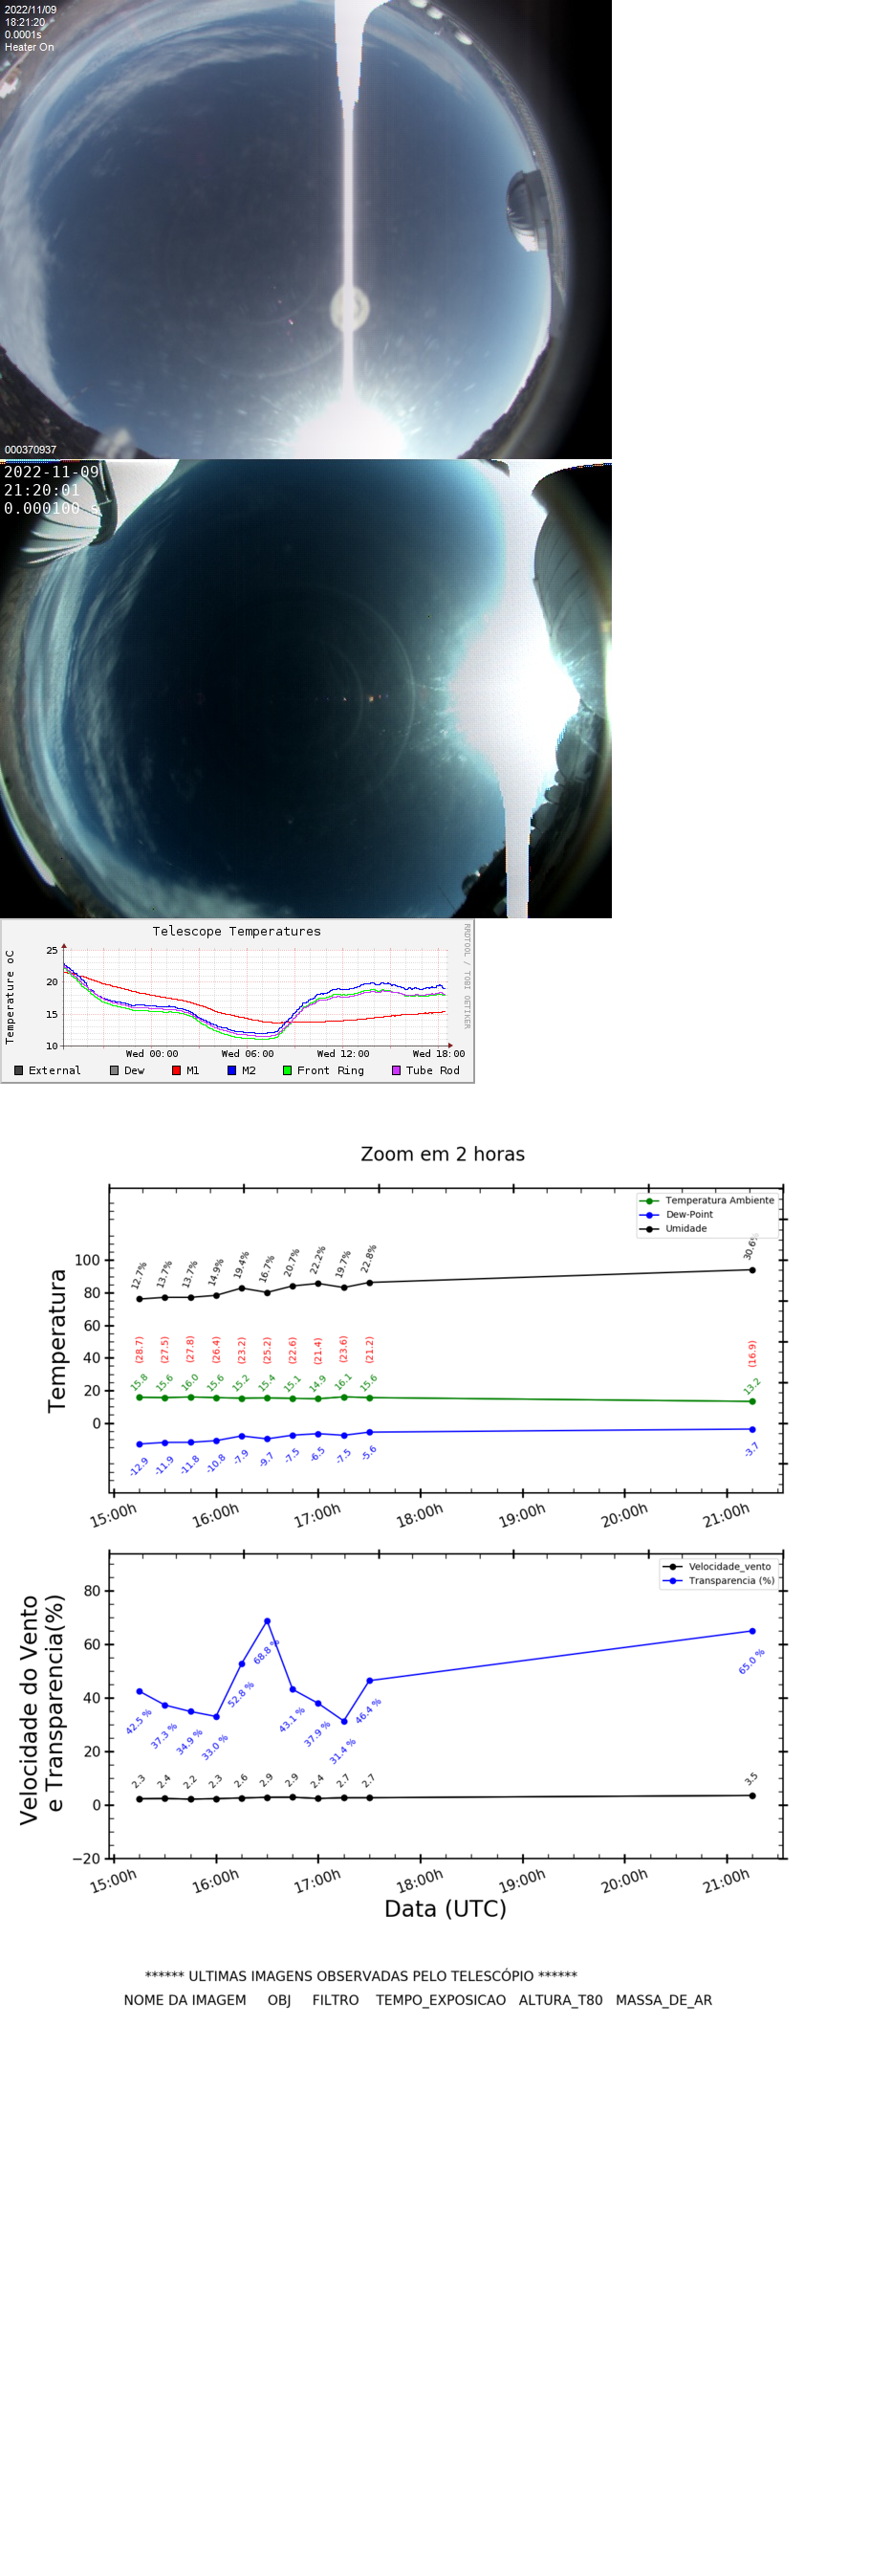 2022/11/09
18:21:20
0.0001s
Heater On
000370937
2022-11-09
21:20:01
0.000100 s
Telescope Temperatures
RRDTOOL / TOBI OETIKER
Temperature oC
25
20
15
10
Wed 00:00 Wed 06:00 Wed 12:00 Wed 18:00
External Dew M1 M2 Front Ring Tube Rod
Zoom em 2 horas
Temperatura Ambiente
Dew-Point
Umidade
Temperatura
100
80
60
40
20
0
12.7% 13.7% 13.7% 14.9% 19.4% 16.7% 20.7% 22.2% 19.7% 22.8% 30.6%
(28.7) (27.5) (27.8) (26.4) (23.2) (25.2) (22.6) (21.4) (23.6) (21.2) (16.9)
15.8 15.6 16.0 15.6 15.2 15.4 15.1 14.9 16.1 15.6 13.2
-12.9 -11.9 -11.8 -10.8 -7.9 -9.7 -7.5 -6.5 -7.5 -5.6 -3.7
15:00h 16:00h 17:00h 18:00h 19:00h 20:00h 21:00h
Velocidade_vento
Transparencia (%)
Velocidade do Vento
e Transparencia(%)
80
60
40
20
0
−20
42.5 % 37.3 % 34.9 % 33.0 % 52.8 % 68.8 % 43.1 % 37.9 % 31.4 % 46.4 % 65.0 %
2.3 2.4 2.2 2.3 2.6 2.9 2.9 2.4 2.7 2.7 3.5
15:00h 16:00h 17:00h 18:00h 19:00h 20:00h 21:00h
Data (UTC)
****** ULTIMAS IMAGENS OBSERVADAS PELO TELESCÓPIO ******
NOME DA IMAGEM OBJ FILTRO TEMPO_EXPOSICAO ALTURA_T80 MASSA_DE_AR